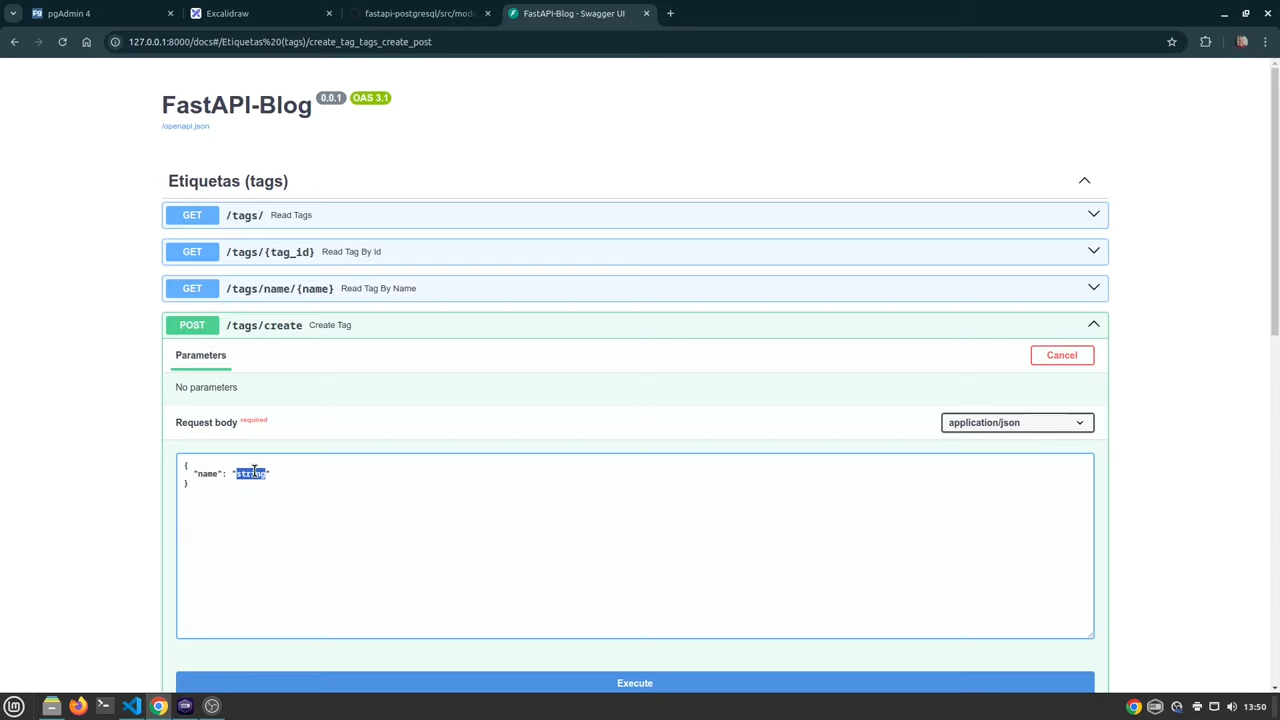 pgAdmin 4
Excalidraw
fastapi-postgresql/src/mode
FastAPI-Blog - Swagger UI
127.0.0.1:8000/docs#/Etiquetas%20(tags)/create_tag_tags_create_post
FastAPI-Blog 0.0.1 OAS 3.1
/openapi.json
Etiquetas (tags)
GET /tags/ Read Tags
GET /tags/{tag_id} Read Tag By Id
GET /tags/name/{name} Read Tag By Name
POST /tags/create Create Tag
Parameters
Cancel
No parameters
Request body required
application/json
{
"name": "string"
}
Execute
13:50